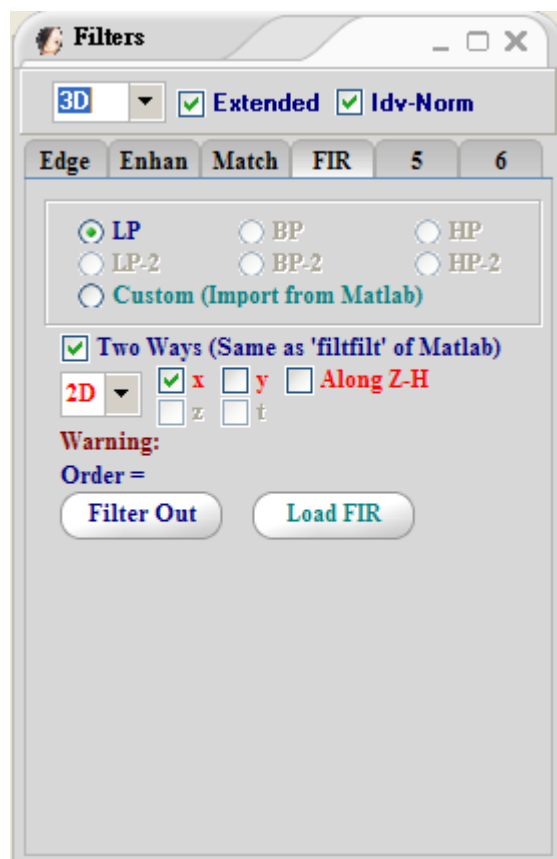 Filters
3D Extended Idv-Norm
Edge Enhan Match FIR 5 6
LP BP HP
LP-2 BP-2 HP-2
Custom (Import from Matlab)
Two Ways (Same as 'filtfilt' of Matlab)
2D x y Along Z-H
z t
Warning:
Order =
Filter Out Load FIR